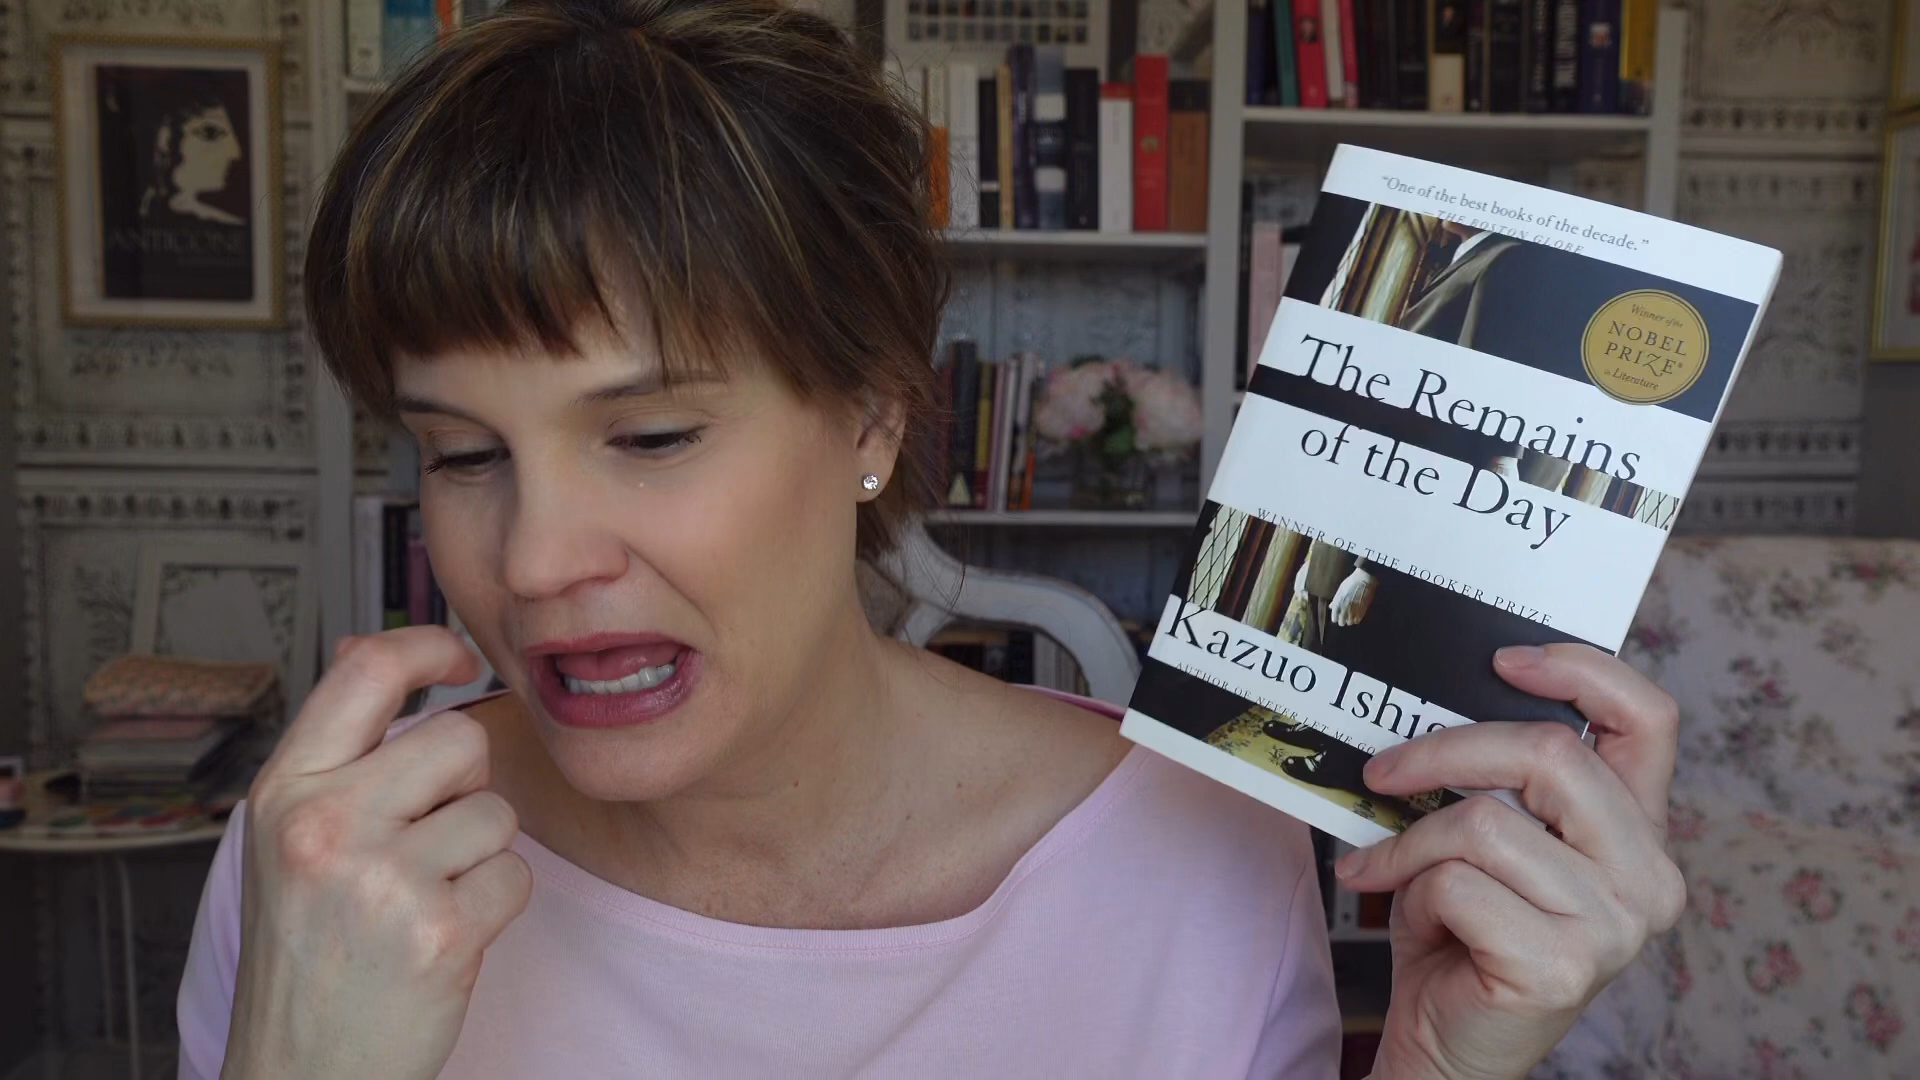 ANTIGONE
“One of the best books of the decade.”
—THE BOSTON GLOBE
Winner of the
NOBEL
PRIZE®
in Literature
The Remains
of the Day
WINNER OF THE BOOKER PRIZE
Kazuo Ishig
AUTHOR OF NEVER LET ME GO